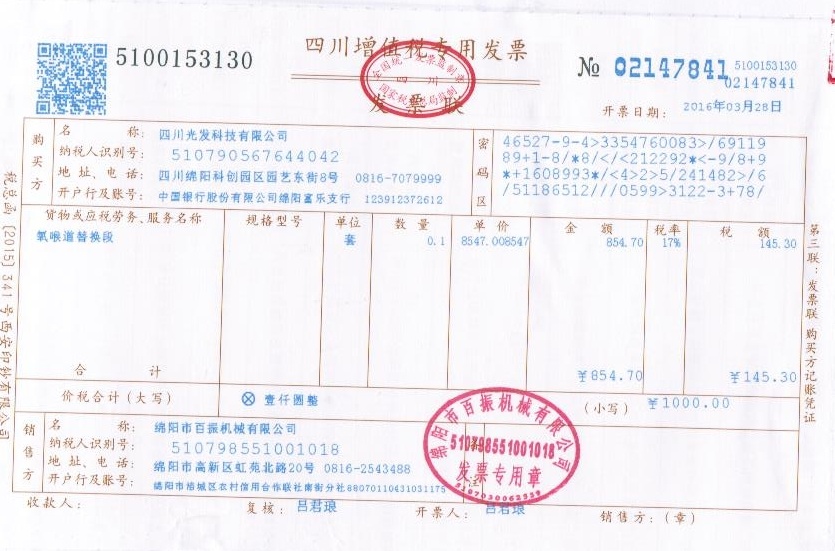 5100153130
四川增值税专用发票
发票联
全国统一发票监制章
四川
国家税务总局监制
№ 02147841
5100153130
02147841
开票日期: 2016年03月28日
购买方
名 称: 四川光发科技有限公司
纳税人识别号: 510790567644042
地 址、电 话: 四川绵阳科创园区园艺东街8号 0816-7079999
开户行及账号: 中国银行股份有限公司绵阳富乐支行 123912372612
密码区
46527-9-4>3354760083>/69119
89+1-8/*8/</<212292*<-9/8+9
*+1608993*/<4>2>5/241482>/6
/51186512///0599>3122-3+78/
货物或应税劳务、服务名称 规格型号 单位 数 量 单 价 金 额 税率 税 额
氧喉道替换段 套 0.1 8547.008547 854.70 17% 145.30
合 计 ¥854.70 ¥145.30
价税合计(大写) ⊗ 壹仟圆整 (小写) ¥1000.00
销售方
名 称: 绵阳市百振机械有限公司
纳税人识别号: 510798551001018
地 址、电 话: 绵阳市高新区虹苑北路20号 0816-2543488
开户行及账号: 绵阳市涪城区农村信用合作联社南街分社88070110431031175
备注
绵阳市百振机械有限公司
510798551001018
发票专用章
收款人: 复核: 吕君琅 开票人: 吕君琅 销售方:(章)
税总函[2015]341号西安印钞有限公司
第三联:发票联 购买方记账凭证